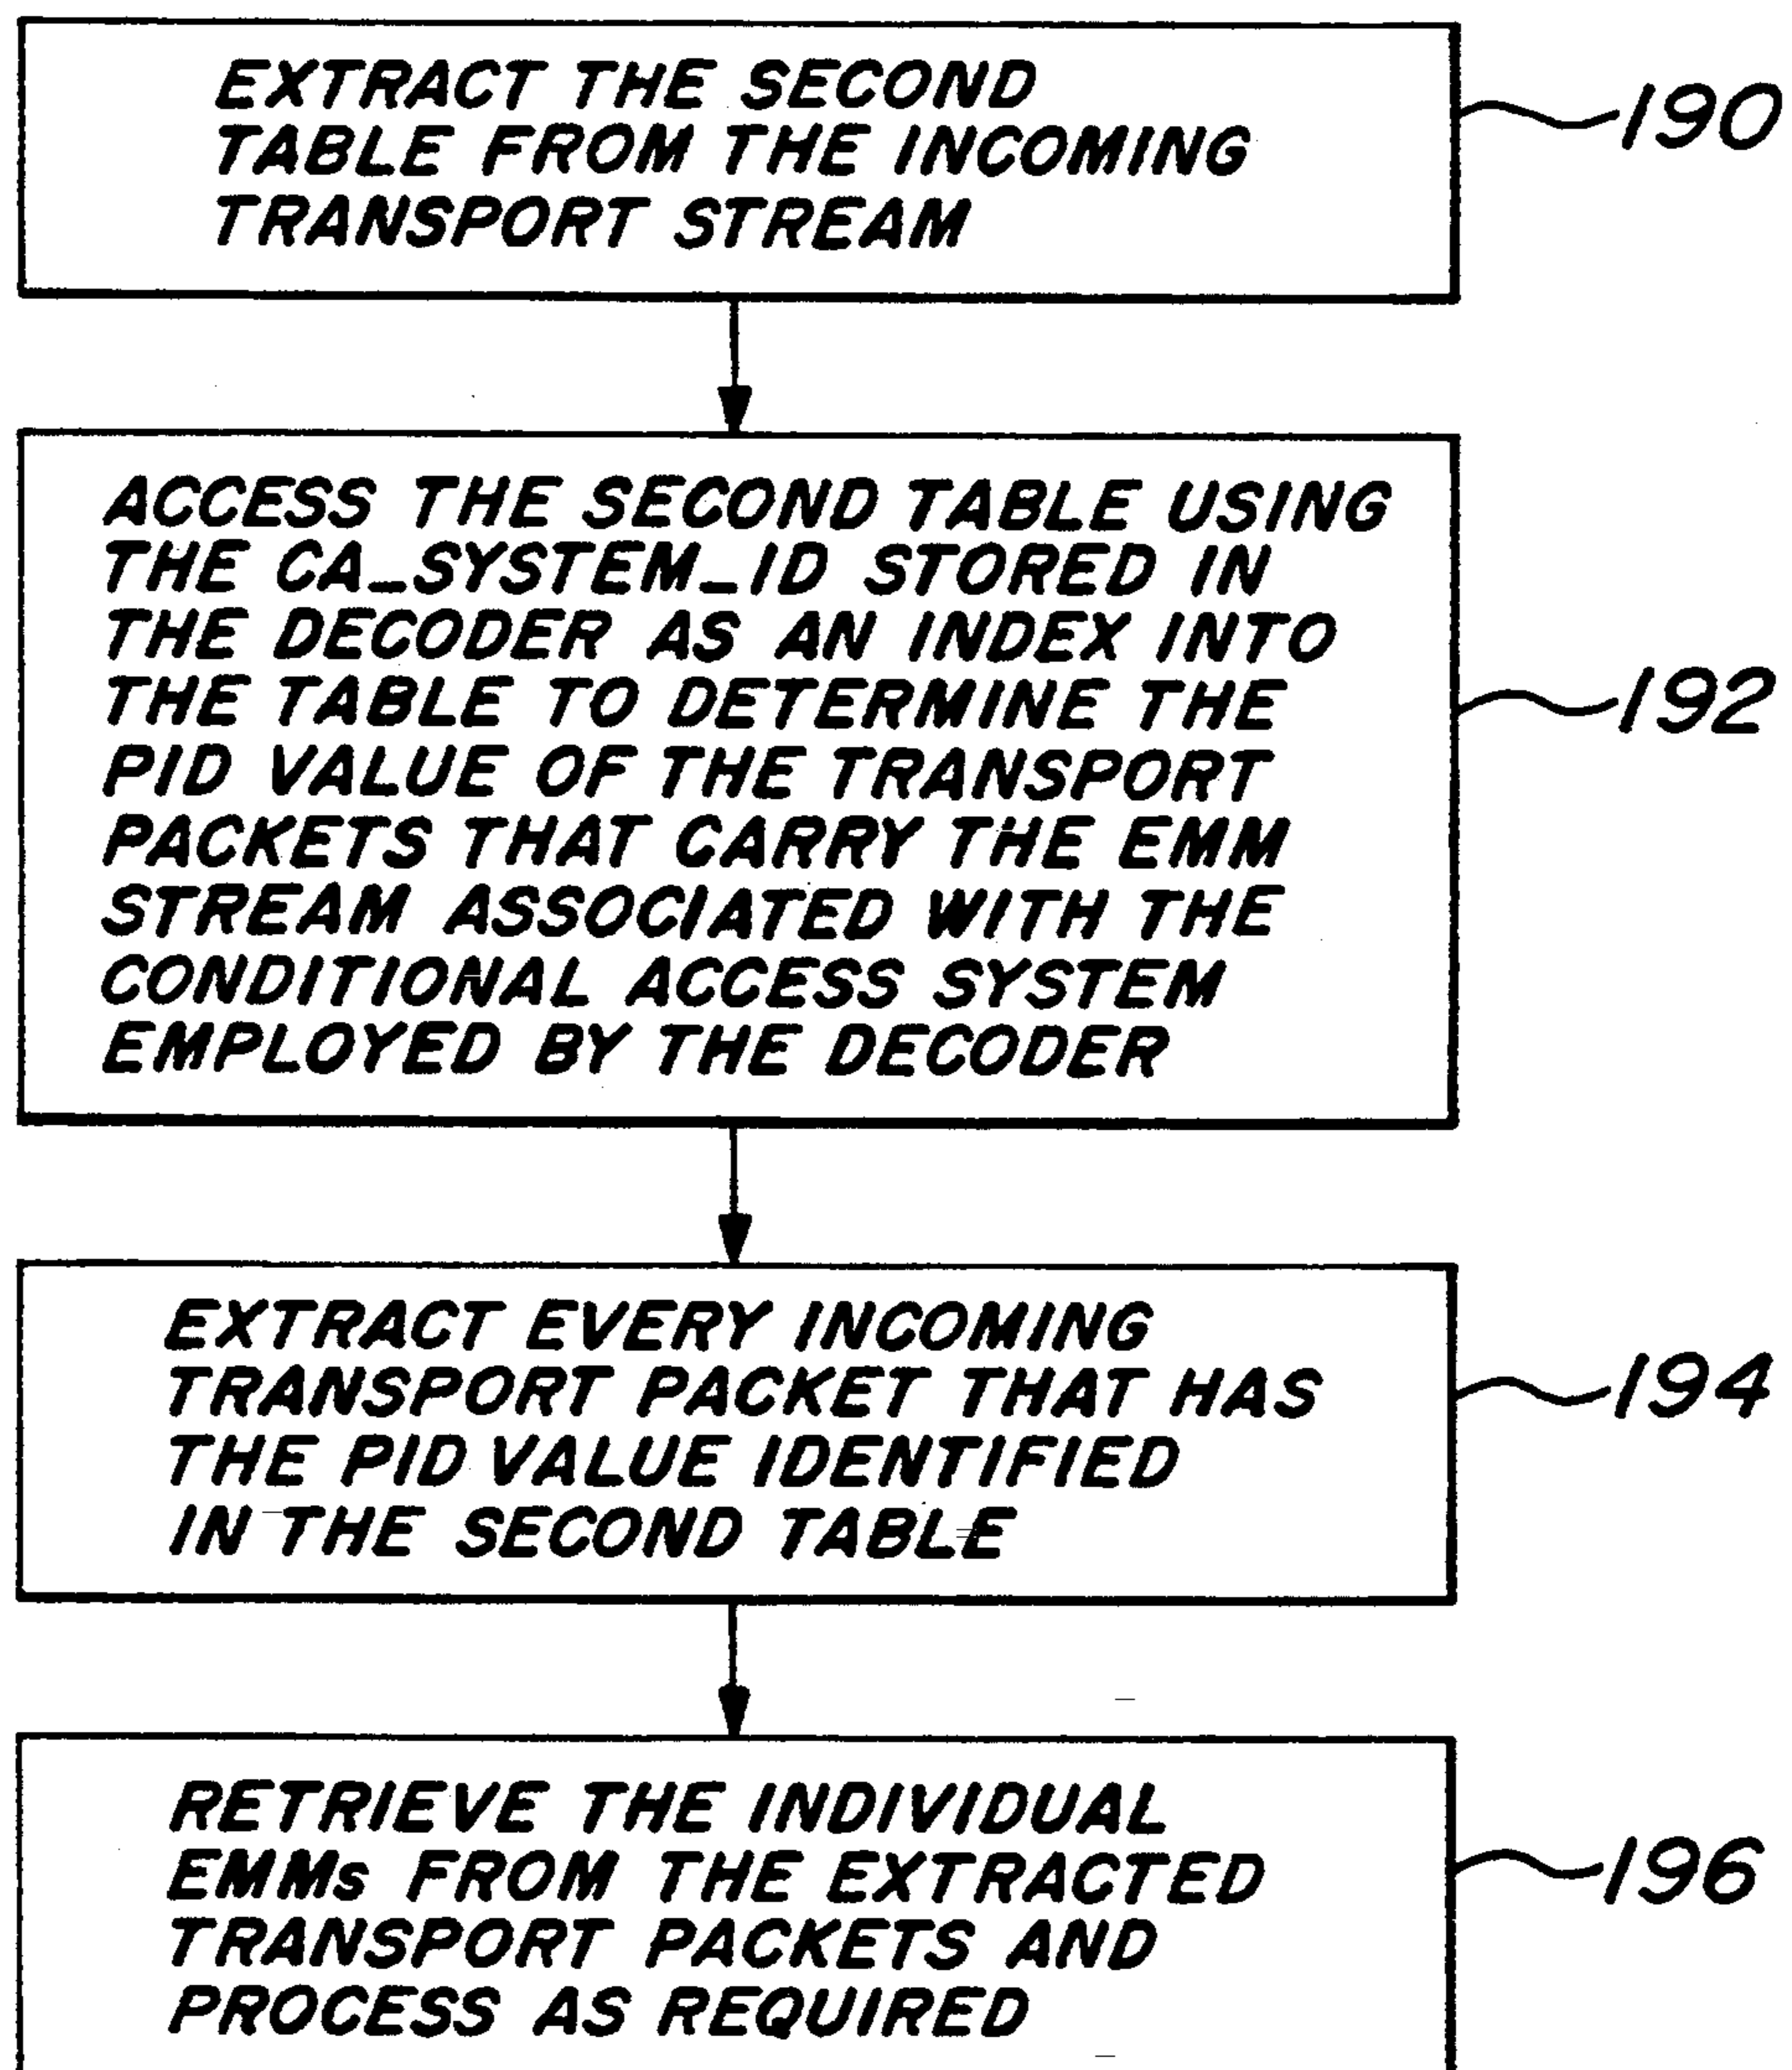 EXTRACT THE SECOND
TABLE FROM THE INCOMING
TRANSPORT STREAM
190
ACCESS THE SECOND TABLE USING
THE CA_SYSTEM_ID STORED IN
THE DECODER AS AN INDEX INTO
THE TABLE TO DETERMINE THE
PID VALUE OF THE TRANSPORT
PACKETS THAT CARRY THE EMM
STREAM ASSOCIATED WITH THE
CONDITIONAL ACCESS SYSTEM
EMPLOYED BY THE DECODER
192
EXTRACT EVERY INCOMING
TRANSPORT PACKET THAT HAS
THE PID VALUE IDENTIFIED
IN THE SECOND TABLE
194
RETRIEVE THE INDIVIDUAL
EMMs FROM THE EXTRACTED
TRANSPORT PACKETS AND
PROCESS AS REQUIRED
196